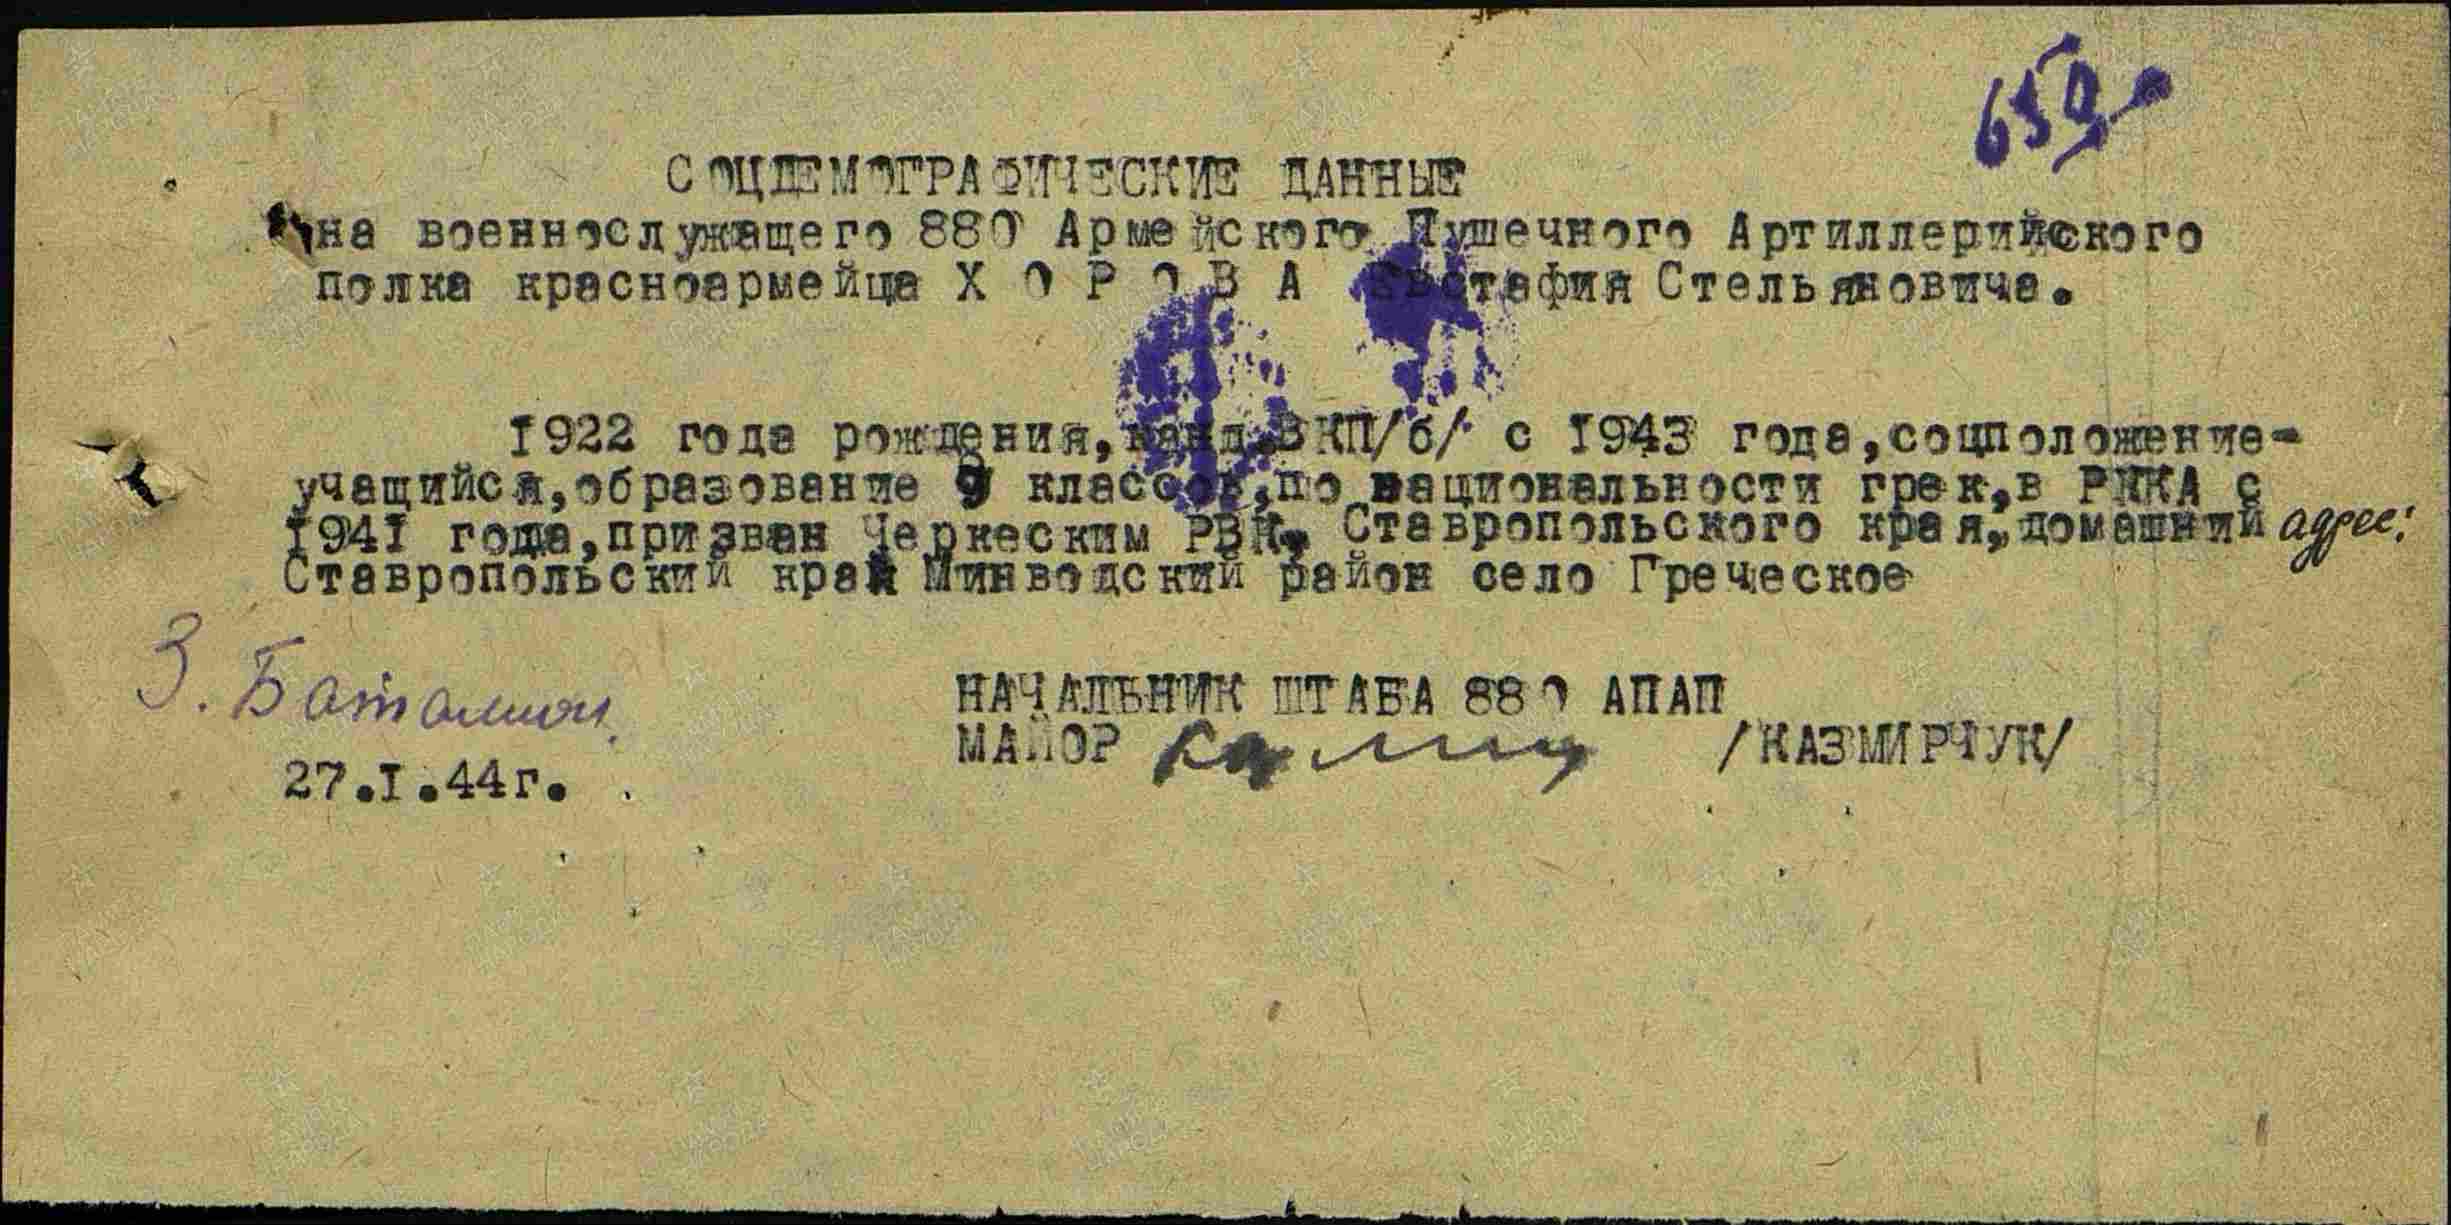 659
СОЦДЕМОГРАФИЧЕСКИЕ ДАННЫЕ
на военнослужащего 880 Армейского Пушечного Артиллерийского
полка красноармейца Х О Р О В А Евстафия Стельяновича.
1922 года рождения, канд.ВКП/б/ с 1943 года,соцположение-
учащийся,образование 9 классов,по национальности грек,в РККА с
1941 года,призван Черкеским РВК, Ставропольского края, домашний адрес:
Ставропольский край Минводский район село Греческое
3. Батальон.
НАЧАЛЬНИК ШТАБА 880 АПАП
МАЙОР /КАЗМИРЧУК/
27.I.44г.